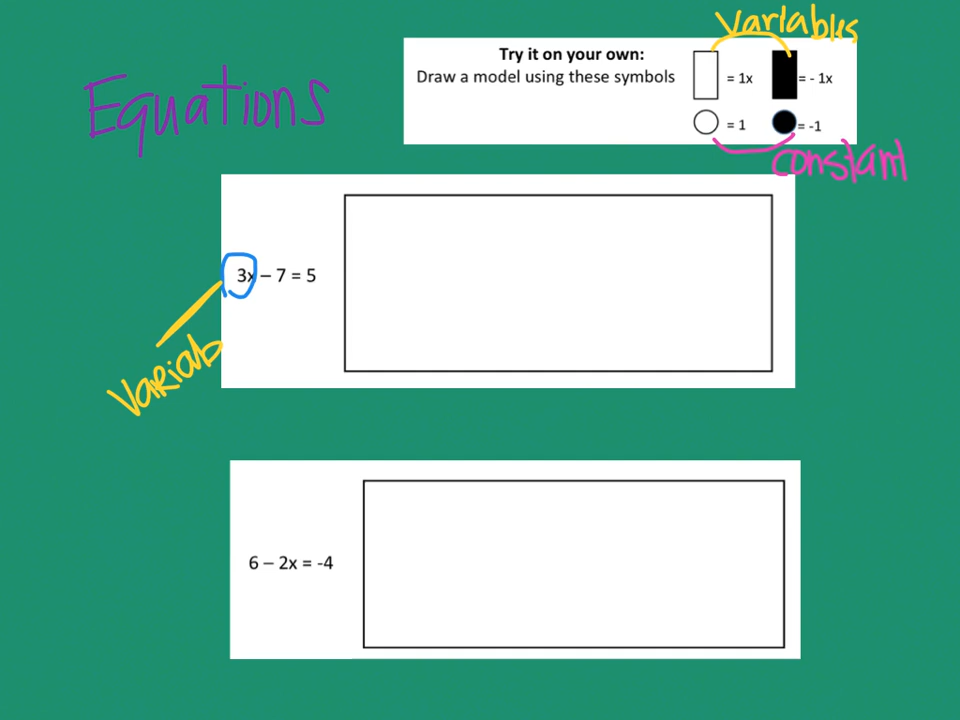 Variables
Try it on your own:
Draw a model using these symbols
= 1x = - 1x
= 1 = -1
Equations
constant
3x – 7 = 5
Variab
6 – 2x = -4